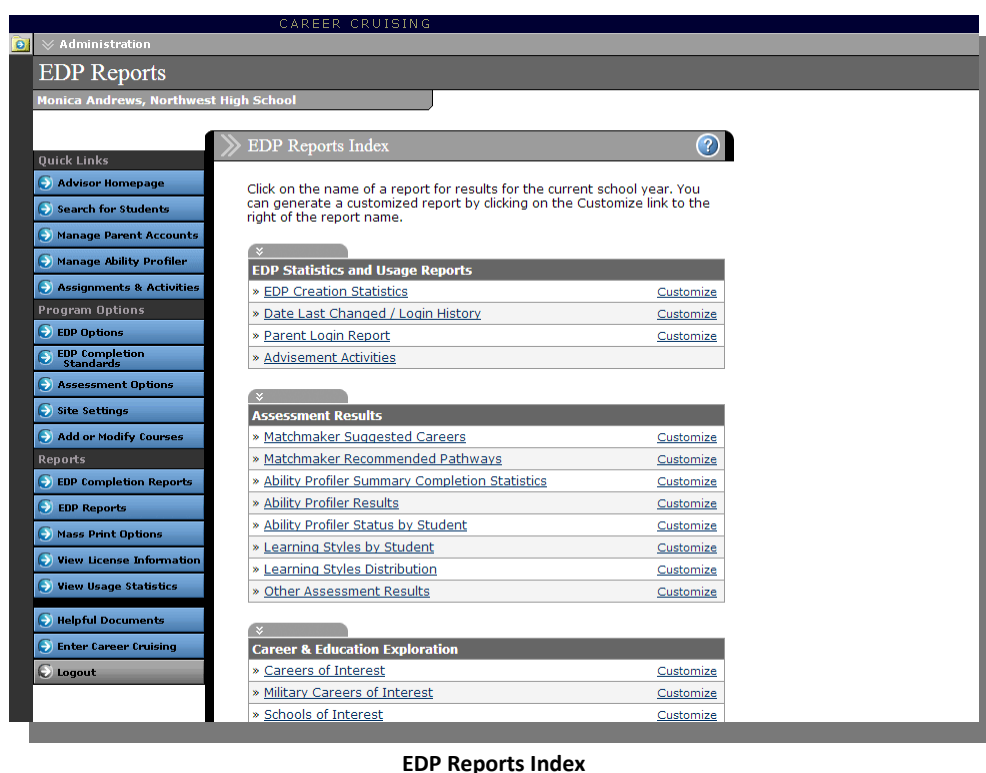 CAREER CRUISING
Administration
EDP Reports
Monica Andrews, Northwest High School
Quick Links
Advisor Homepage
Search for Students
Manage Parent Accounts
Manage Ability Profiler
Assignments & Activities
Program Options
EDP Options
EDP Completion
Standards
Assessment Options
Site Settings
Add or Modify Courses
Reports
EDP Completion Reports
EDP Reports
Mass Print Options
View License Information
View Usage Statistics
Helpful Documents
Enter Career Cruising
Logout
EDP Reports Index ?
Click on the name of a report for results for the current school year. You
can generate a customized report by clicking on the Customize link to the
right of the report name.
EDP Statistics and Usage Reports
» EDP Creation Statistics Customize
» Date Last Changed / Login History Customize
» Parent Login Report Customize
» Advisement Activities
Assessment Results
» Matchmaker Suggested Careers Customize
» Matchmaker Recommended Pathways Customize
» Ability Profiler Summary Completion Statistics Customize
» Ability Profiler Results Customize
» Ability Profiler Status by Student Customize
» Learning Styles by Student Customize
» Learning Styles Distribution Customize
» Other Assessment Results Customize
Career & Education Exploration
» Careers of Interest Customize
» Military Careers of Interest Customize
» Schools of Interest Customize
EDP Reports Index